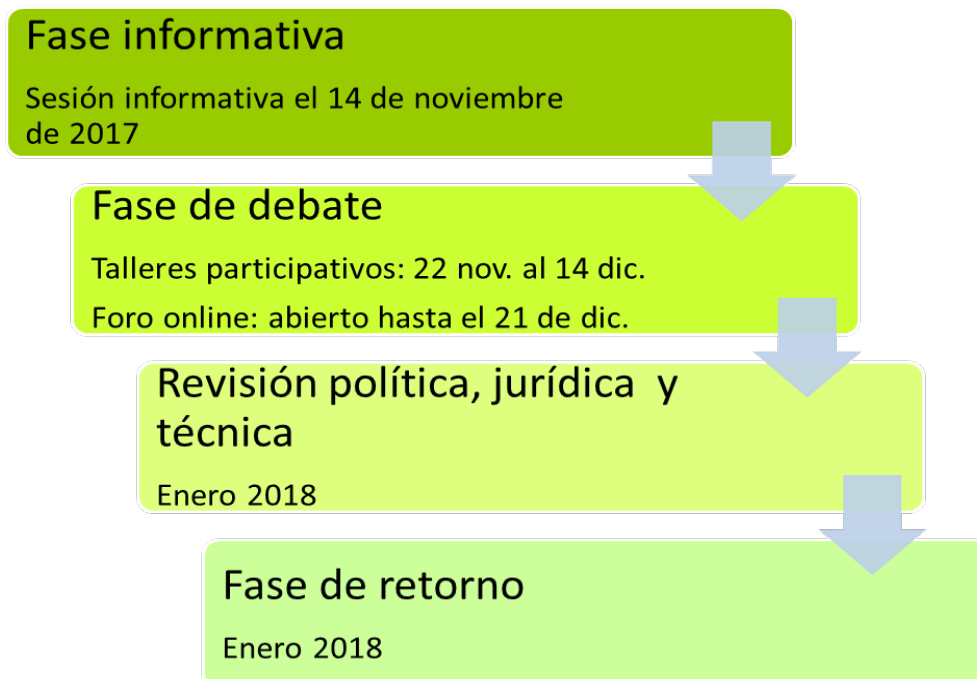 Fase informativa
Sesión informativa el 14 de noviembre
de 2017
Fase de debate
Talleres participativos: 22 nov. al 14 dic.
Foro online: abierto hasta el 21 de dic.
Revisión política, jurídica  y
técnica
Enero 2018
Fase de retorno
Enero 2018